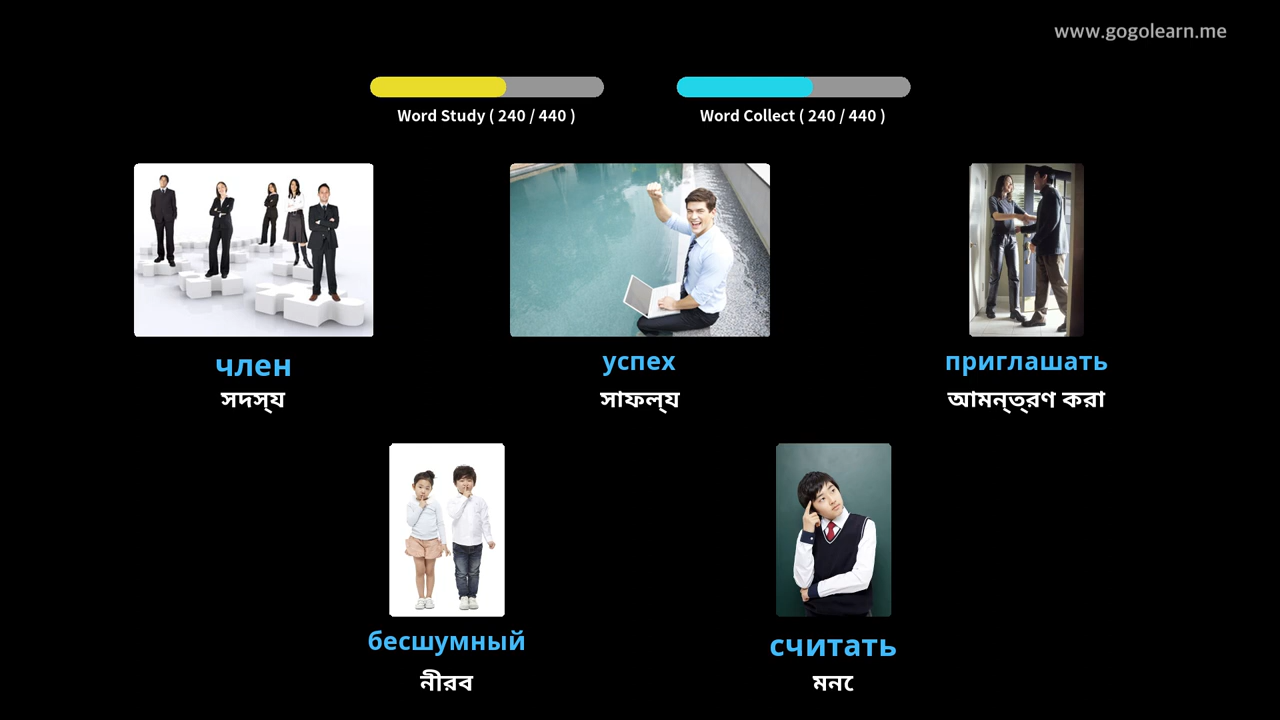 www.gogolearn.me
Word Study ( 240 / 440 )
Word Collect ( 240 / 440 )
член
সদস্য
успех
সাফল্য
приглашать
আমন্ত্রণ করা
бесшумный
নীরব
считать
মনে